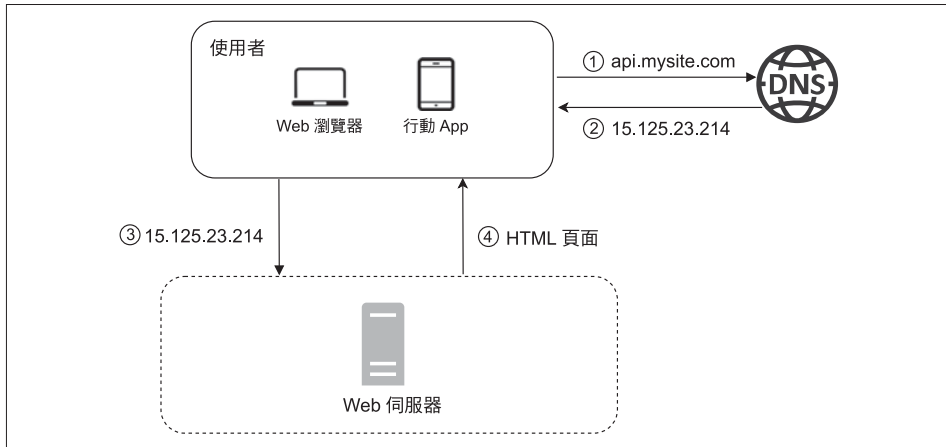 使用者
Web 瀏覽器
行動 App
① api.mysite.com
DNS
② 15.125.23.214
③ 15.125.23.214
④ HTML 頁面
Web 伺服器